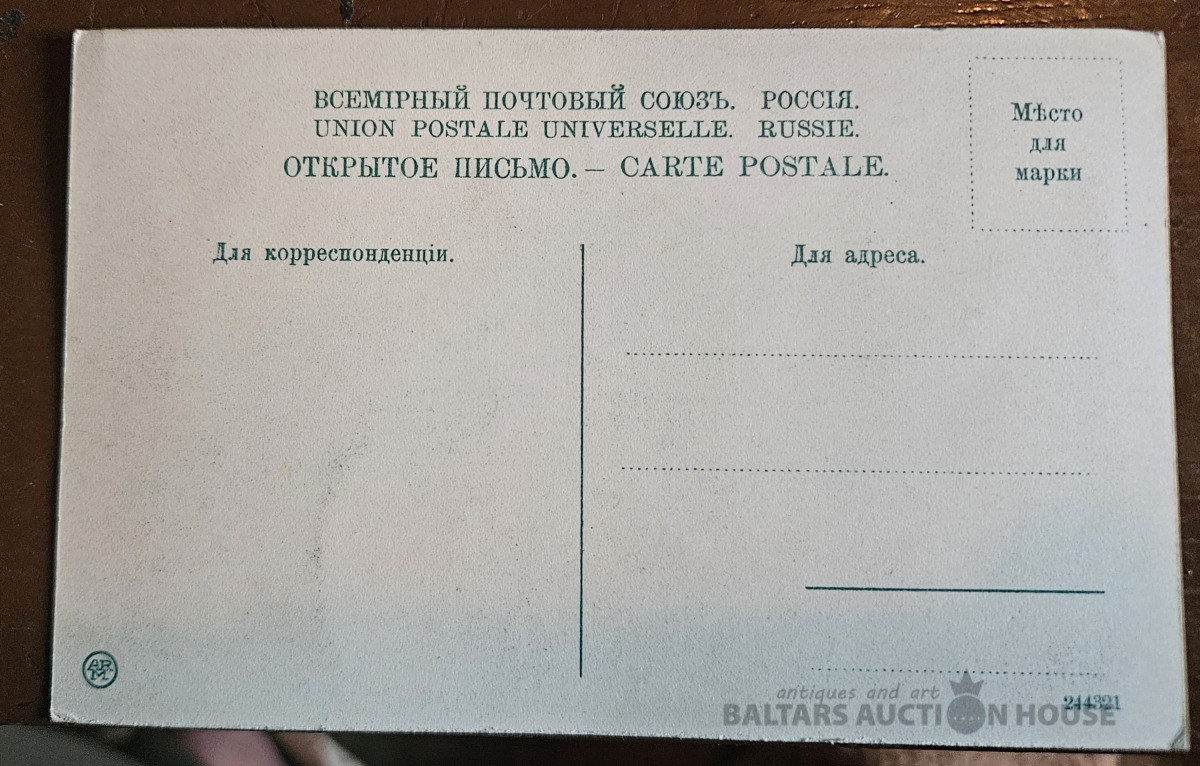 ВСЕМІРНЫЙ ПОЧТОВЫЙ СОЮЗЪ. РОССІЯ.
UNION POSTALE UNIVERSELLE. RUSSIE.
ОТКРЫТОЕ ПИСЬМО.— CARTE POSTALE.
Мѣсто
для
марки
Для корреспонденціи.
Для адреса.
244321
antiques and art
BALTARS AUCTION HOUSE